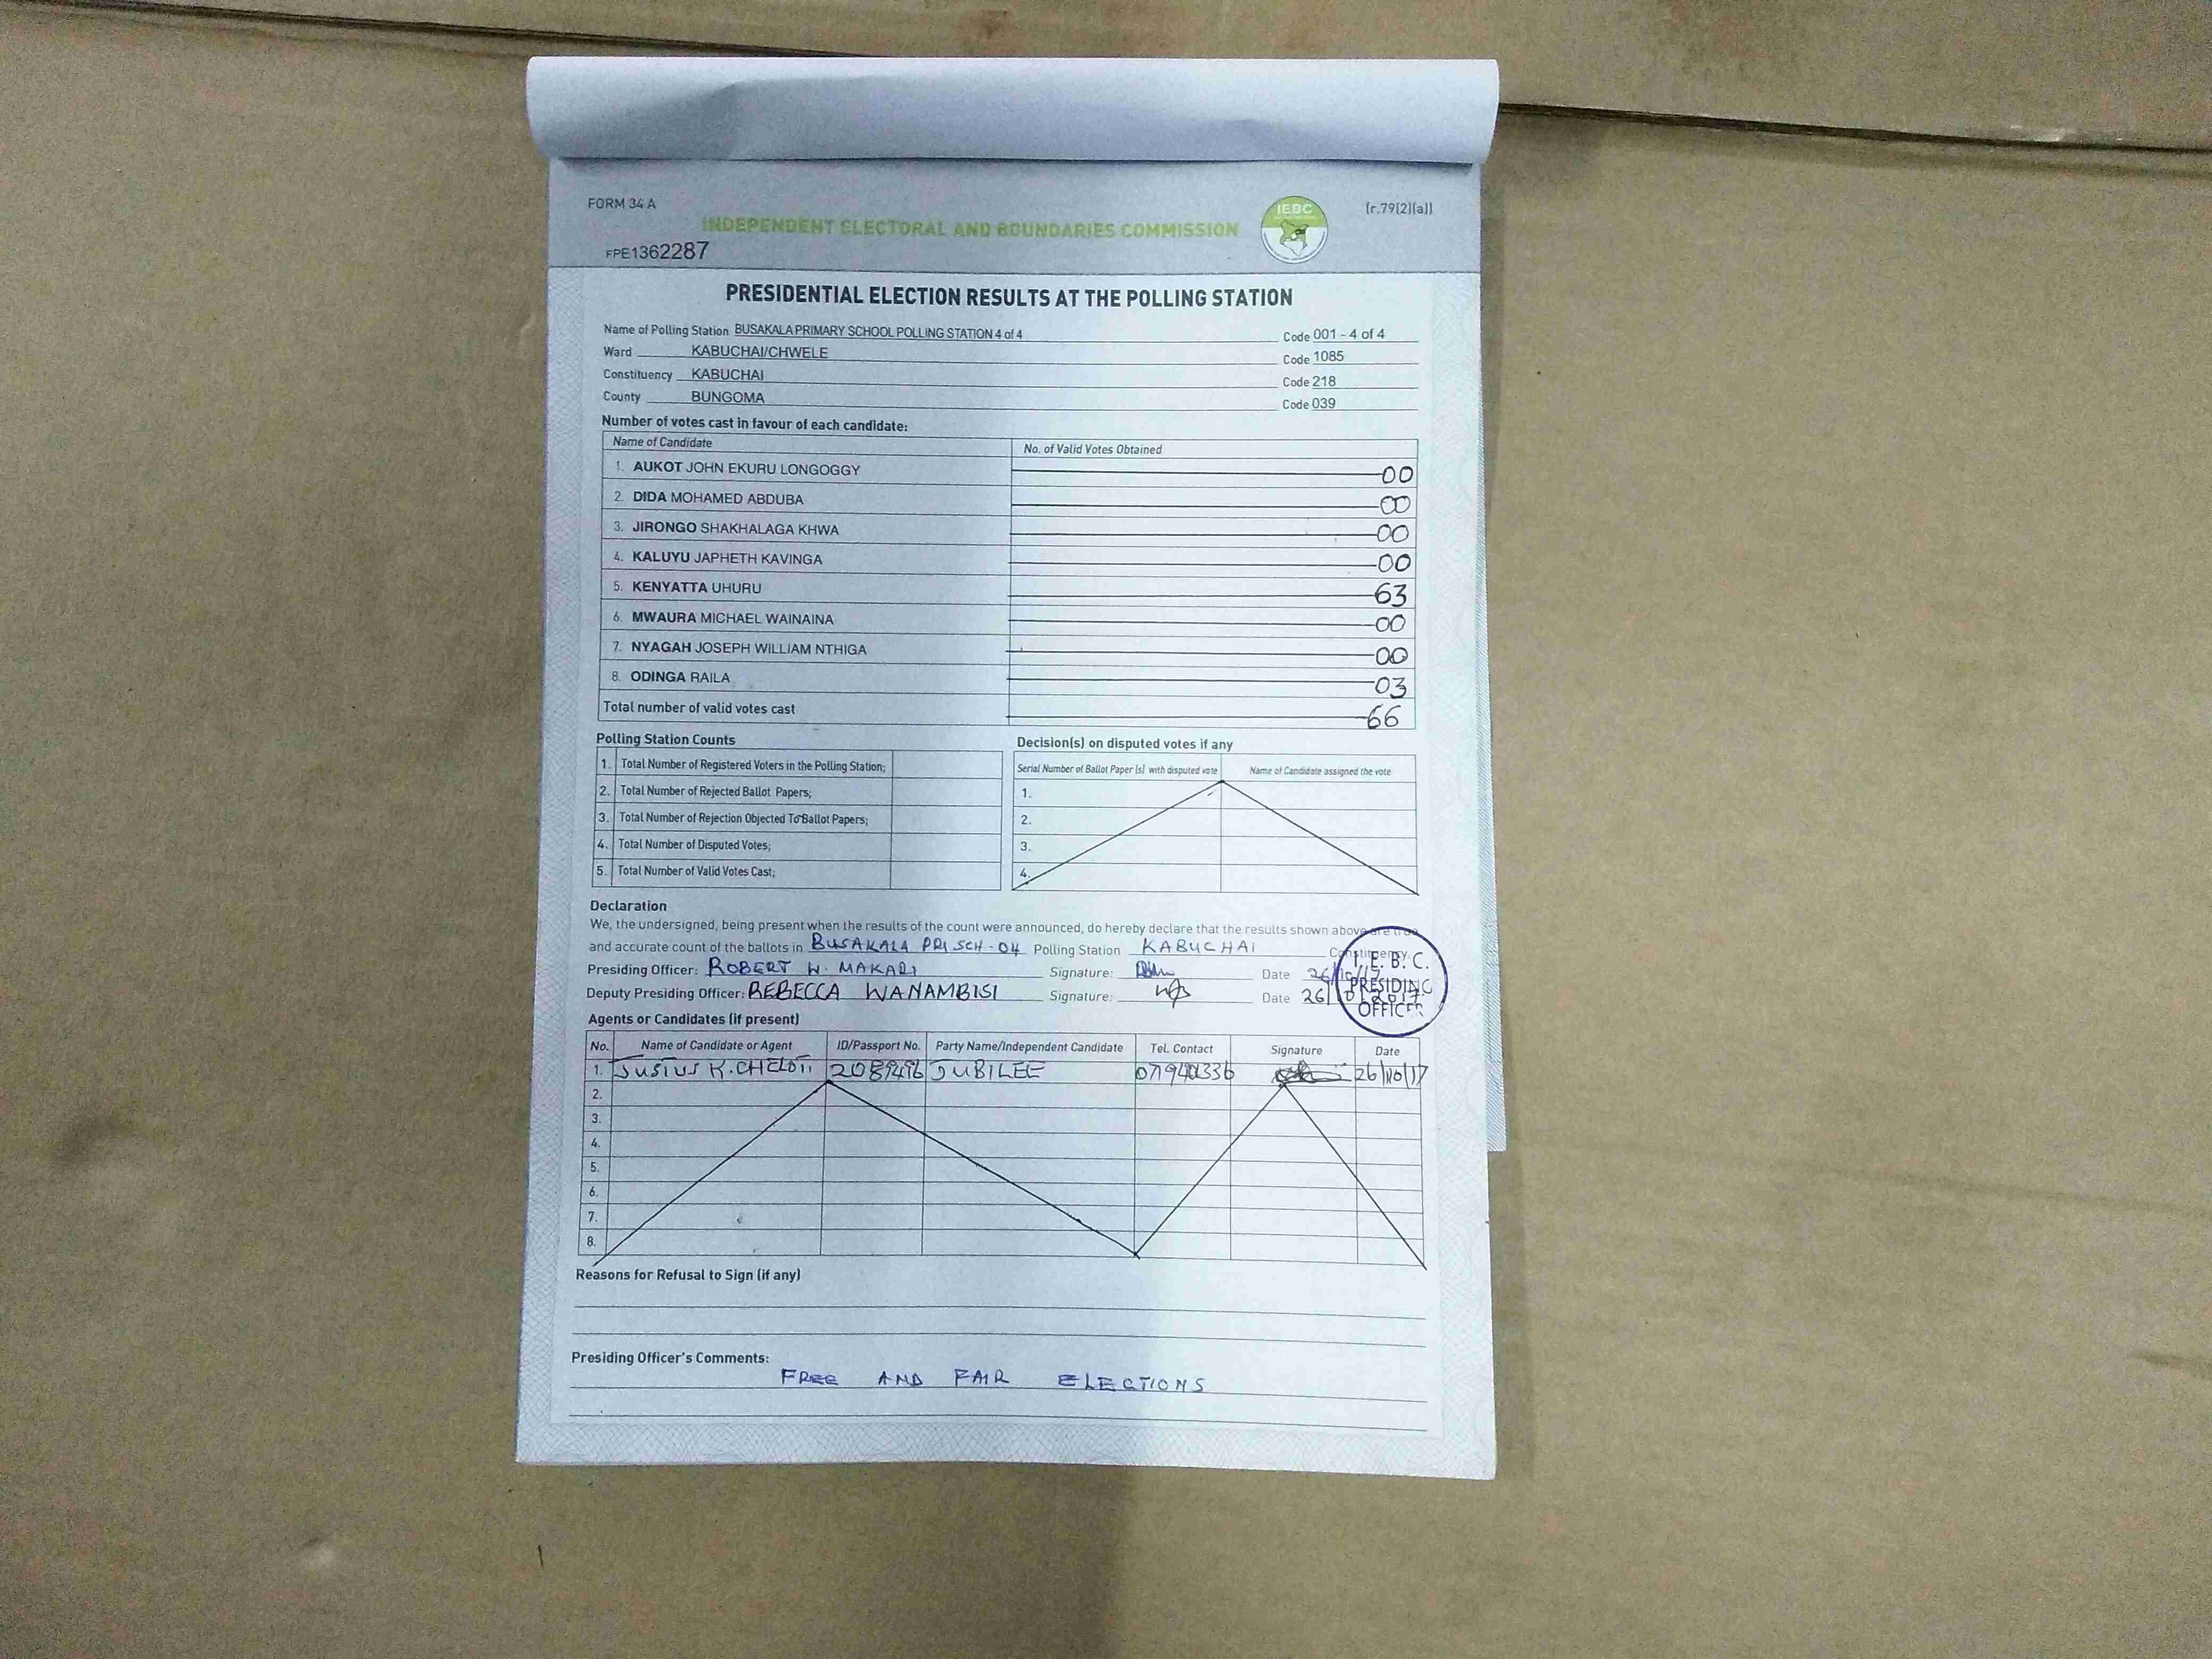 FORM 34 A
[r.79(2)(a)]
INDEPENDENT ELECTORAL AND BOUNDARIES COMMISSION
IEBC
FPE1362287
PRESIDENTIAL ELECTION RESULTS AT THE POLLING STATION
Name of Polling Station BUSAKALA PRIMARY SCHOOL POLLING STATION 4 of 4 Code 001 - 4 of 4
Ward KABUCHAI/CHWELE Code 1085
Constituency KABUCHAI Code 218
County BUNGOMA Code 039
Number of votes cast in favour of each candidate:
Name of Candidate No. of Valid Votes Obtained
1. AUKOT JOHN EKURU LONGOGGY 00
2. DIDA MOHAMED ABDUBA 00
3. JIRONGO SHAKHALAGA KHWA 00
4. KALUYU JAPHETH KAVINGA 00
5. KENYATTA UHURU 63
6. MWAURA MICHAEL WAINAINA 00
7. NYAGAH JOSEPH WILLIAM NTHIGA 00
8. ODINGA RAILA 03
Total number of valid votes cast 66
Polling Station Counts
1. Total Number of Registered Voters in the Polling Station;
2. Total Number of Rejected Ballot Papers;
3. Total Number of Rejection Objected To Ballot Papers;
4. Total Number of Disputed Votes;
5. Total Number of Valid Votes Cast;
Decision(s) on disputed votes if any
Serial Number of Ballot Paper (s) with disputed vote Name of Candidate assigned the vote
1.
2.
3.
4.
Declaration
We, the undersigned, being present when the results of the count were announced, do hereby declare that the results shown above are true
and accurate count of the ballots in BUSAKALA PRI SCH - 04 Polling Station KABUCHAI Constituency.
Presiding Officer: ROBERT W. MAKARI Signature: Date 26/10/17
Deputy Presiding Officer: REBECCA WANAMBISI Signature: Date 26/10/2017
I. E. B. C.
PRESIDING
OFFICER
Agents or Candidates (if present)
No. Name of Candidate or Agent ID/Passport No. Party Name/Independent Candidate Tel. Contact Signature Date
1. JUSTUS K. JUBILEE 26/10/17
2.
3.
4.
5.
6.
7.
8.
Reasons for Refusal to Sign (if any)
Presiding Officer's Comments:
FREE AND FAIR ELECTIONS